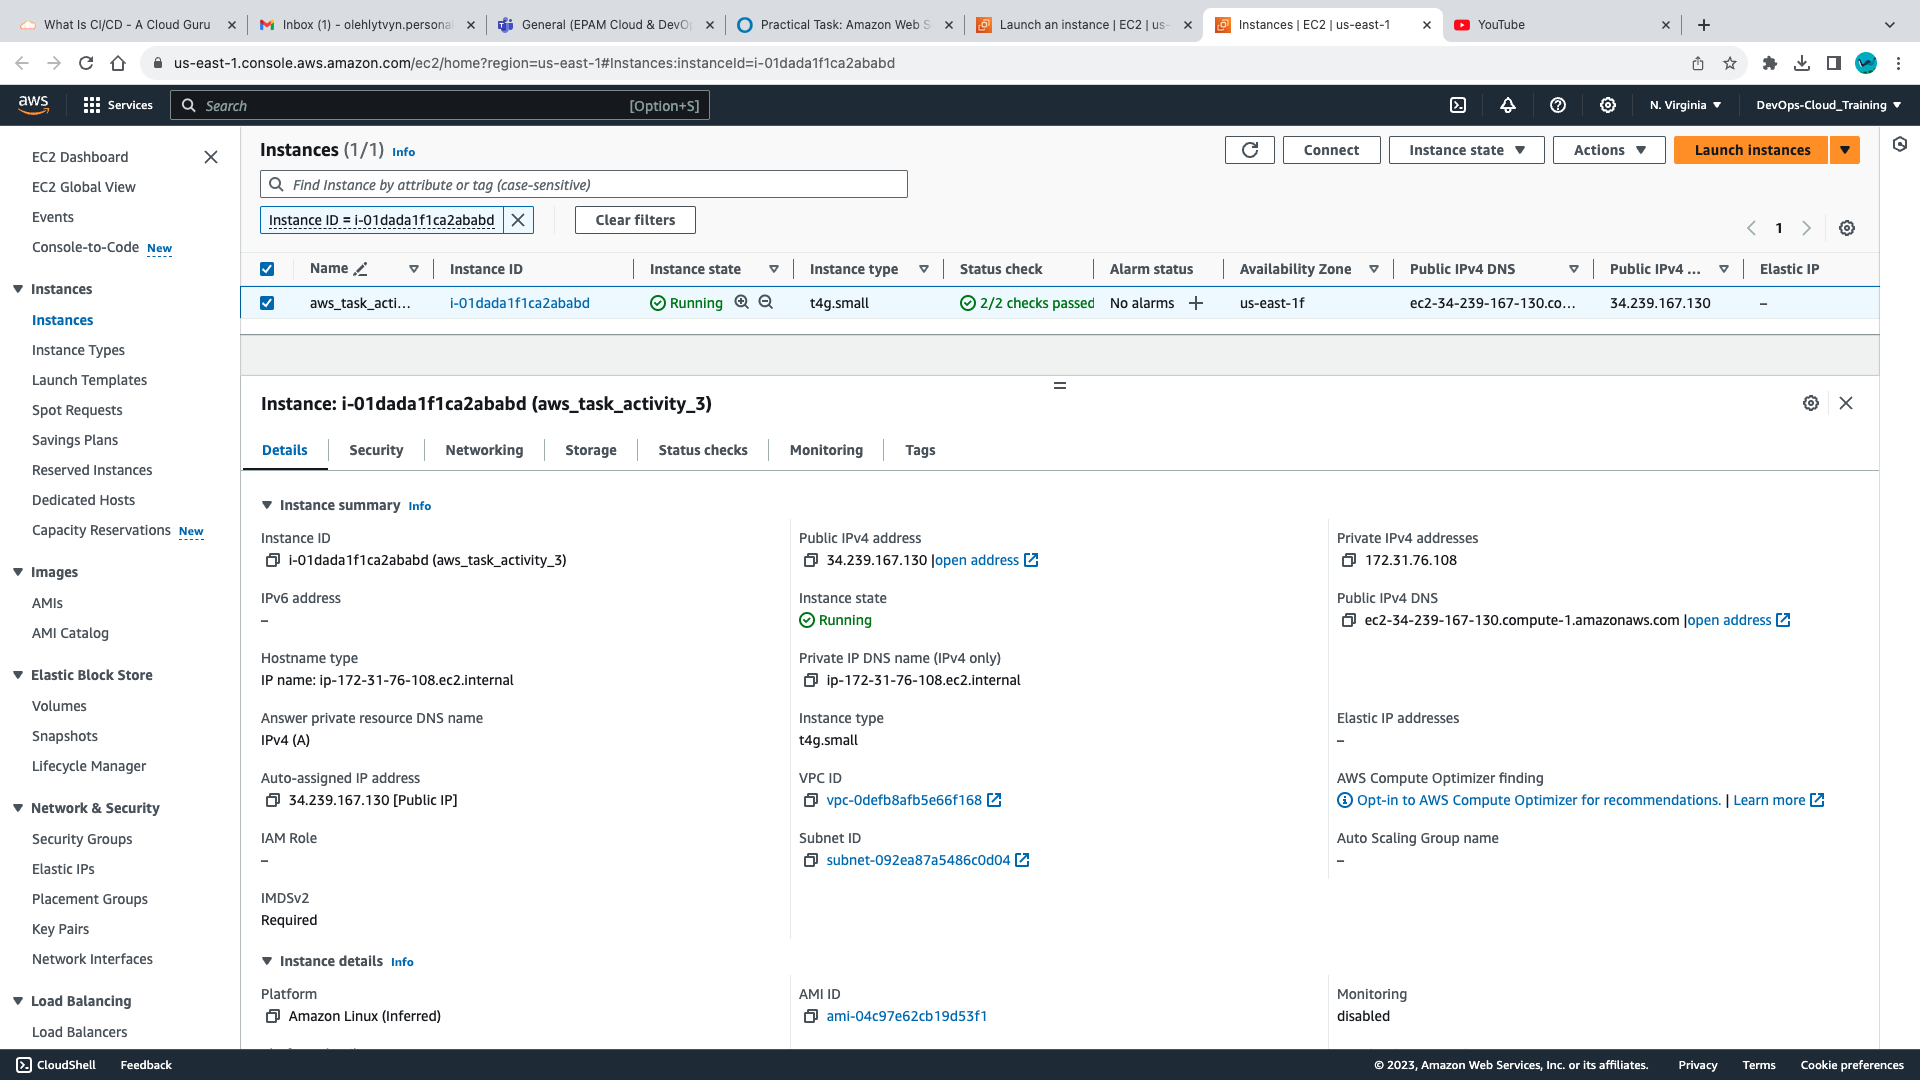 What Is CI/CD - A Cloud Guru
Inbox (1) - olehlytvyn.personal
General (EPAM Cloud & DevO
Practical Task: Amazon Web S
Launch an instance | EC2 | us-
Instances | EC2 | us-east-1
YouTube
us-east-1.console.aws.amazon.com/ec2/home?region=us-east-1#Instances:instanceId=i-01dada1f1ca2ababd
aws
Services
Search
[Option+S]
N. Virginia
DevOps-Cloud_Training
EC2 Dashboard
EC2 Global View
Events
Console-to-Code New
Instances
Instances
Instance Types
Launch Templates
Spot Requests
Savings Plans
Reserved Instances
Dedicated Hosts
Capacity Reservations New
Images
AMIs
AMI Catalog
Elastic Block Store
Volumes
Snapshots
Lifecycle Manager
Network & Security
Security Groups
Elastic IPs
Placement Groups
Key Pairs
Network Interfaces
Load Balancing
Load Balancers
Instances (1/1) Info
Connect
Instance state
Actions
Launch instances
Find Instance by attribute or tag (case-sensitive)
Instance ID = i-01dada1f1ca2ababd
Clear filters
1
Name Instance ID Instance state Instance type Status check Alarm status Availability Zone Public IPv4 DNS Public IPv4 ... Elastic IP
aws_task_acti... i-01dada1f1ca2ababd Running t4g.small 2/2 checks passed No alarms + us-east-1f ec2-34-239-167-130.co... 34.239.167.130 –
Instance: i-01dada1f1ca2ababd (aws_task_activity_3)
Details Security Networking Storage Status checks Monitoring Tags
Instance summary Info
Instance ID
i-01dada1f1ca2ababd (aws_task_activity_3)
Public IPv4 address
34.239.167.130 |open address
Private IPv4 addresses
172.31.76.108
IPv6 address
–
Instance state
Running
Public IPv4 DNS
ec2-34-239-167-130.compute-1.amazonaws.com |open address
Hostname type
IP name: ip-172-31-76-108.ec2.internal
Private IP DNS name (IPv4 only)
ip-172-31-76-108.ec2.internal
Answer private resource DNS name
IPv4 (A)
Instance type
t4g.small
Elastic IP addresses
–
Auto-assigned IP address
34.239.167.130 [Public IP]
VPC ID
vpc-0defb8afb5e66f168
AWS Compute Optimizer finding
Opt-in to AWS Compute Optimizer for recommendations. | Learn more
IAM Role
–
Subnet ID
subnet-092ea87a5486c0d04
Auto Scaling Group name
–
IMDSv2
Required
Instance details Info
Platform
Amazon Linux (Inferred)
AMI ID
ami-04c97e62cb19d53f1
Monitoring
disabled
CloudShell
Feedback
© 2023, Amazon Web Services, Inc. or its affiliates.
Privacy
Terms
Cookie preferences